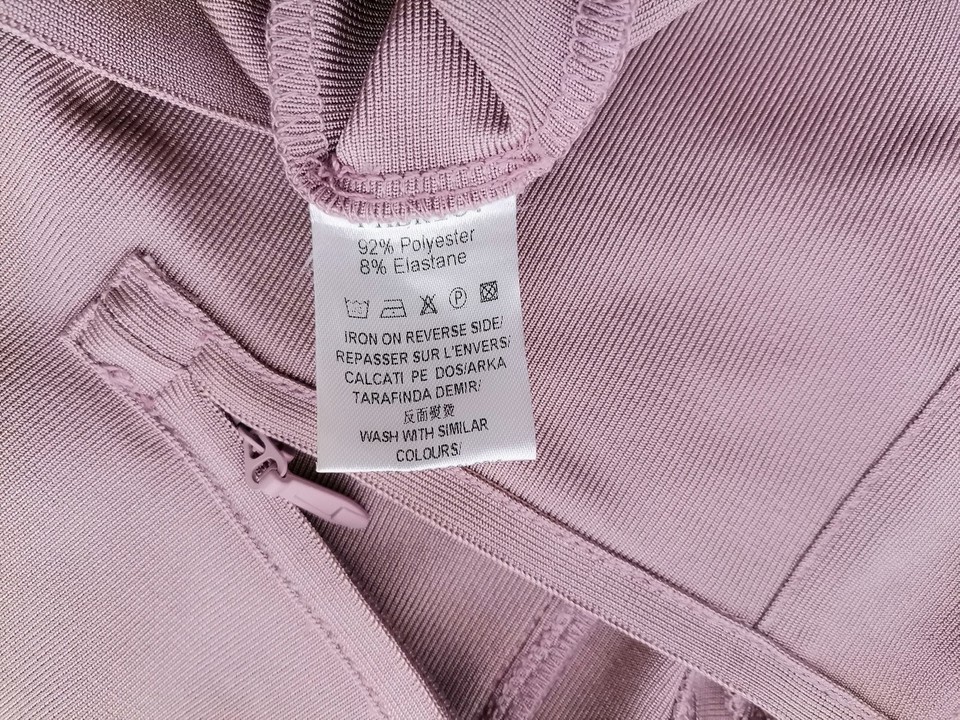 92% Polyester
8% Elastane
P
IRON ON REVERSE SIDE/
REPASSER SUR L'ENVERS/
CALCATI PE DOS/ARKA
TARAFINDA DEMIR/
反面熨烫
WASH WITH SIMILAR
COLOURS/